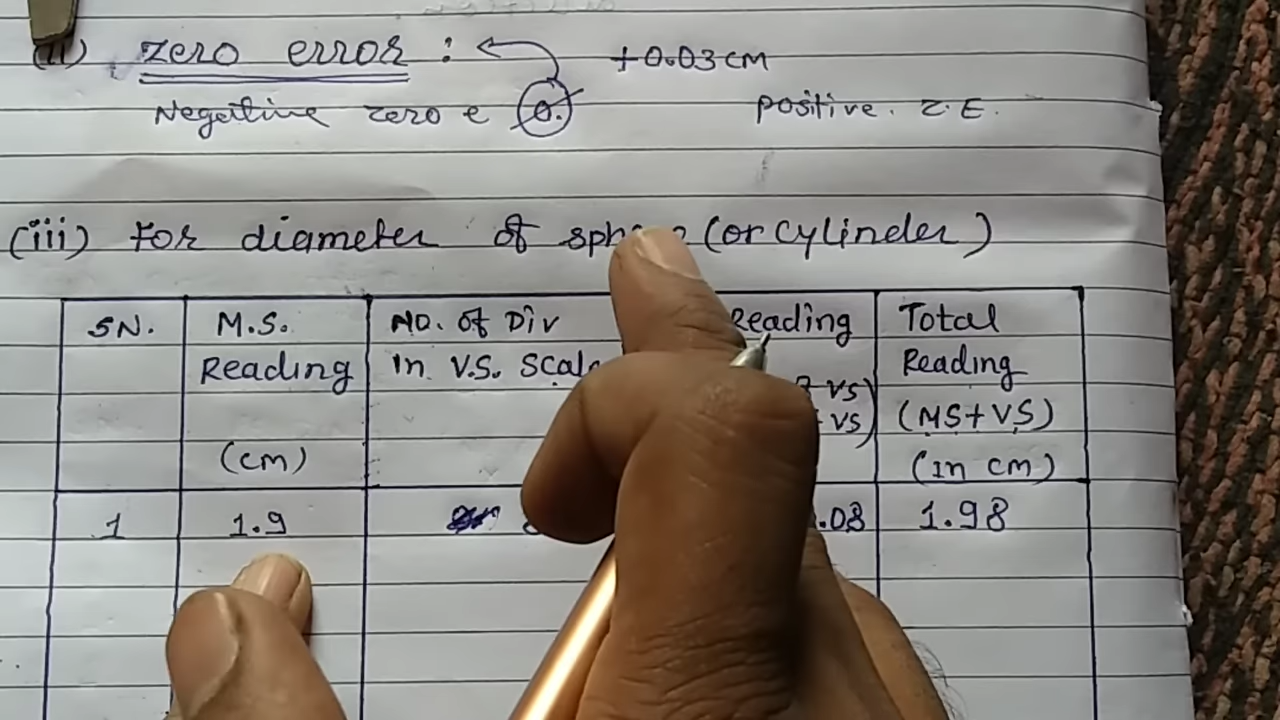 (ii) zero error : +0.03 cm
Negative zero e 0. positive. Z.E.
(iii) For diameter of (or cylinder)
SN. M.S. Reading (cm)
NO. of Div In V.S. Scale
Reading VS VS)
Total Reading (MS+VS) (In cm)
1 1.9 .08 1.98